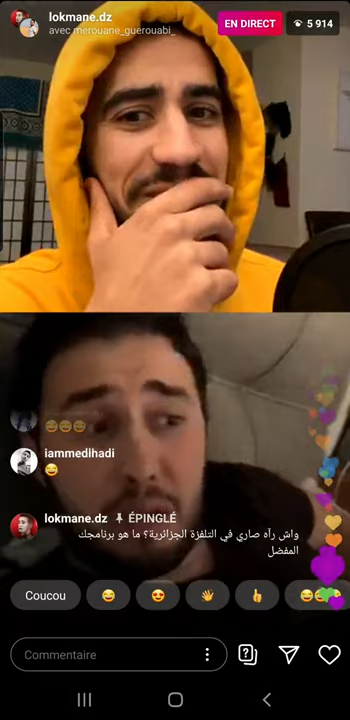 lokmane.dz
EN DIRECT
5 914
avec merouane_guerouabi_
iammedlhadi
lokmane.dz ÉPINGLÉ
واش رآه صاري في التلفزة الجزائرية؟ ما هو برنامجك
المفضل
Coucou
Commentaire